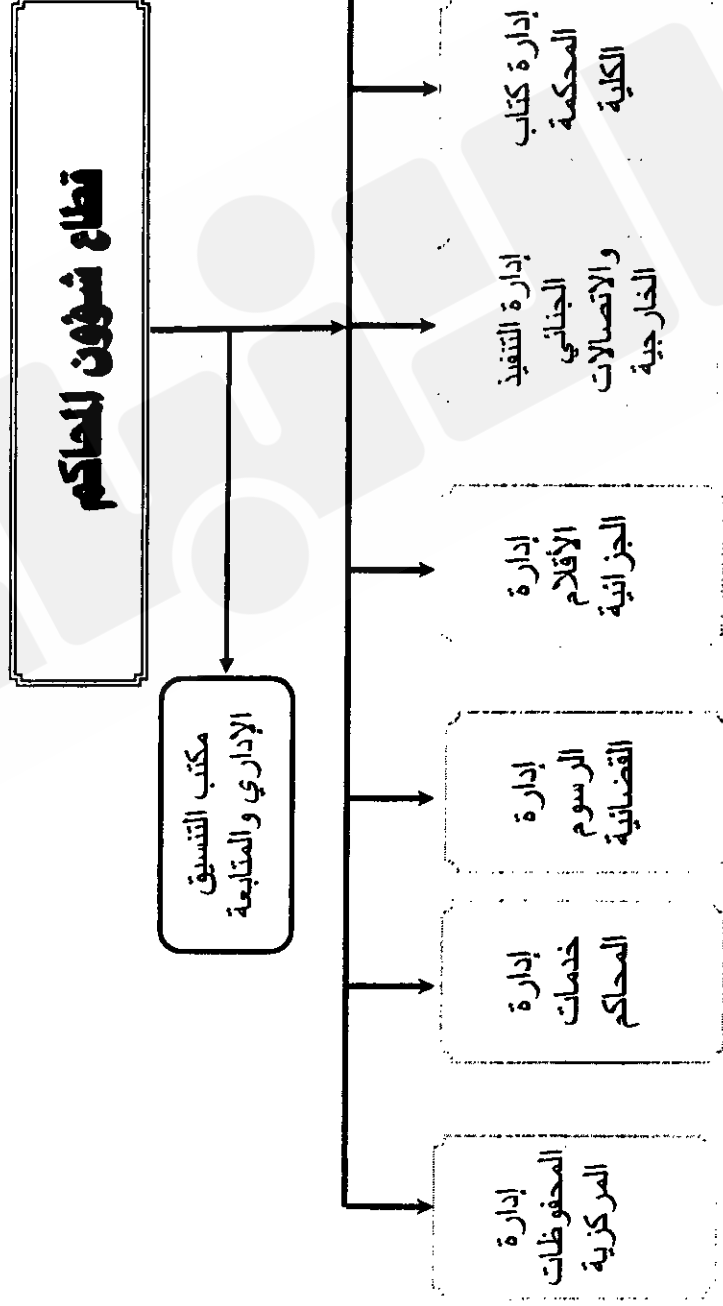 قطاع شؤون المحاكم
مكتب التنسيق
الإداري والمتابعة
إدارة كتاب
المحكمة
الكلية
إدارة التنفيذ
الجنائي
والاتصالات
الخارجية
إدارة
الأقلام
الجزائية
إدارة
الرسوم
القضائية
إدارة
خدمات
المحاكم
إدارة
المحفوظات
المركزية